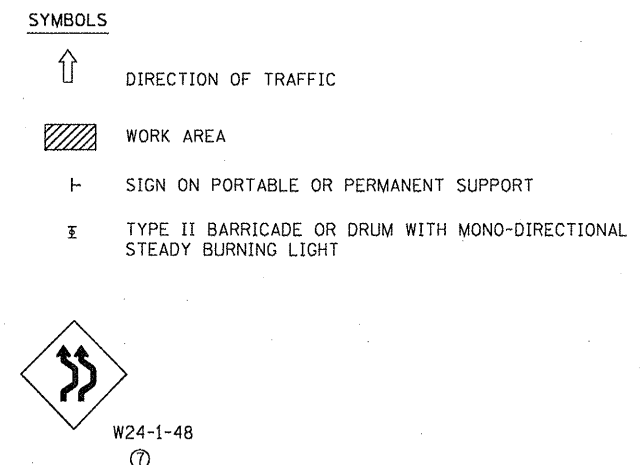 SYMBOLS
DIRECTION OF TRAFFIC
WORK AREA
SIGN ON PORTABLE OR PERMANENT SUPPORT
TYPE II BARRICADE OR DRUM WITH MONO-DIRECTIONAL
STEADY BURNING LIGHT
W24-1-48
⑦